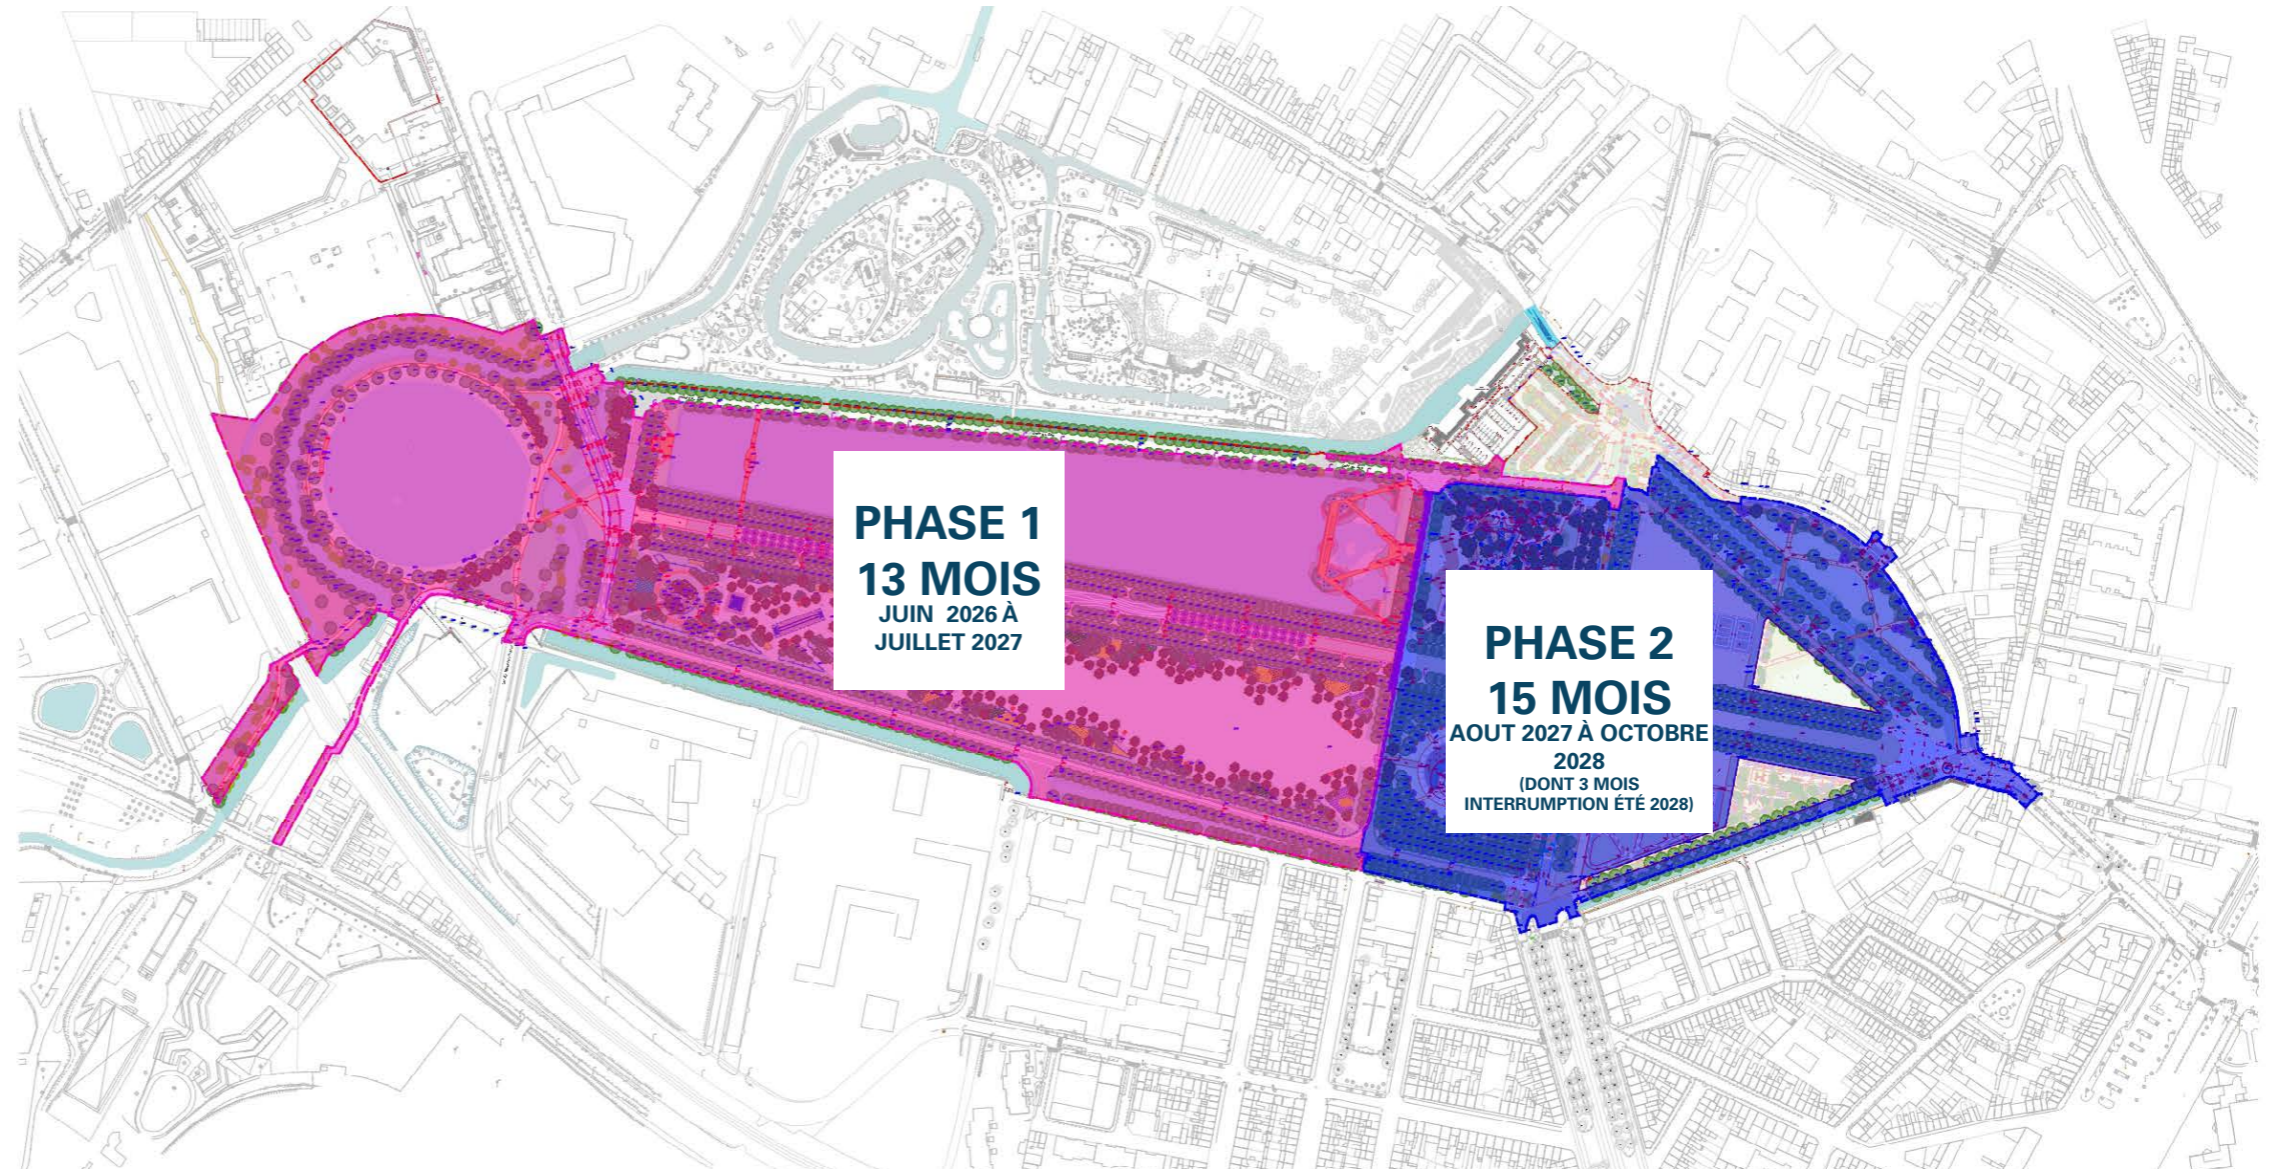 PHASE 1
13 MOIS
JUIN 2026 À
JUILLET 2027
PHASE 2
15 MOIS
AOUT 2027 À OCTOBRE
2028
(DONT 3 MOIS
INTERRUMPTION ÉTÉ 2028)